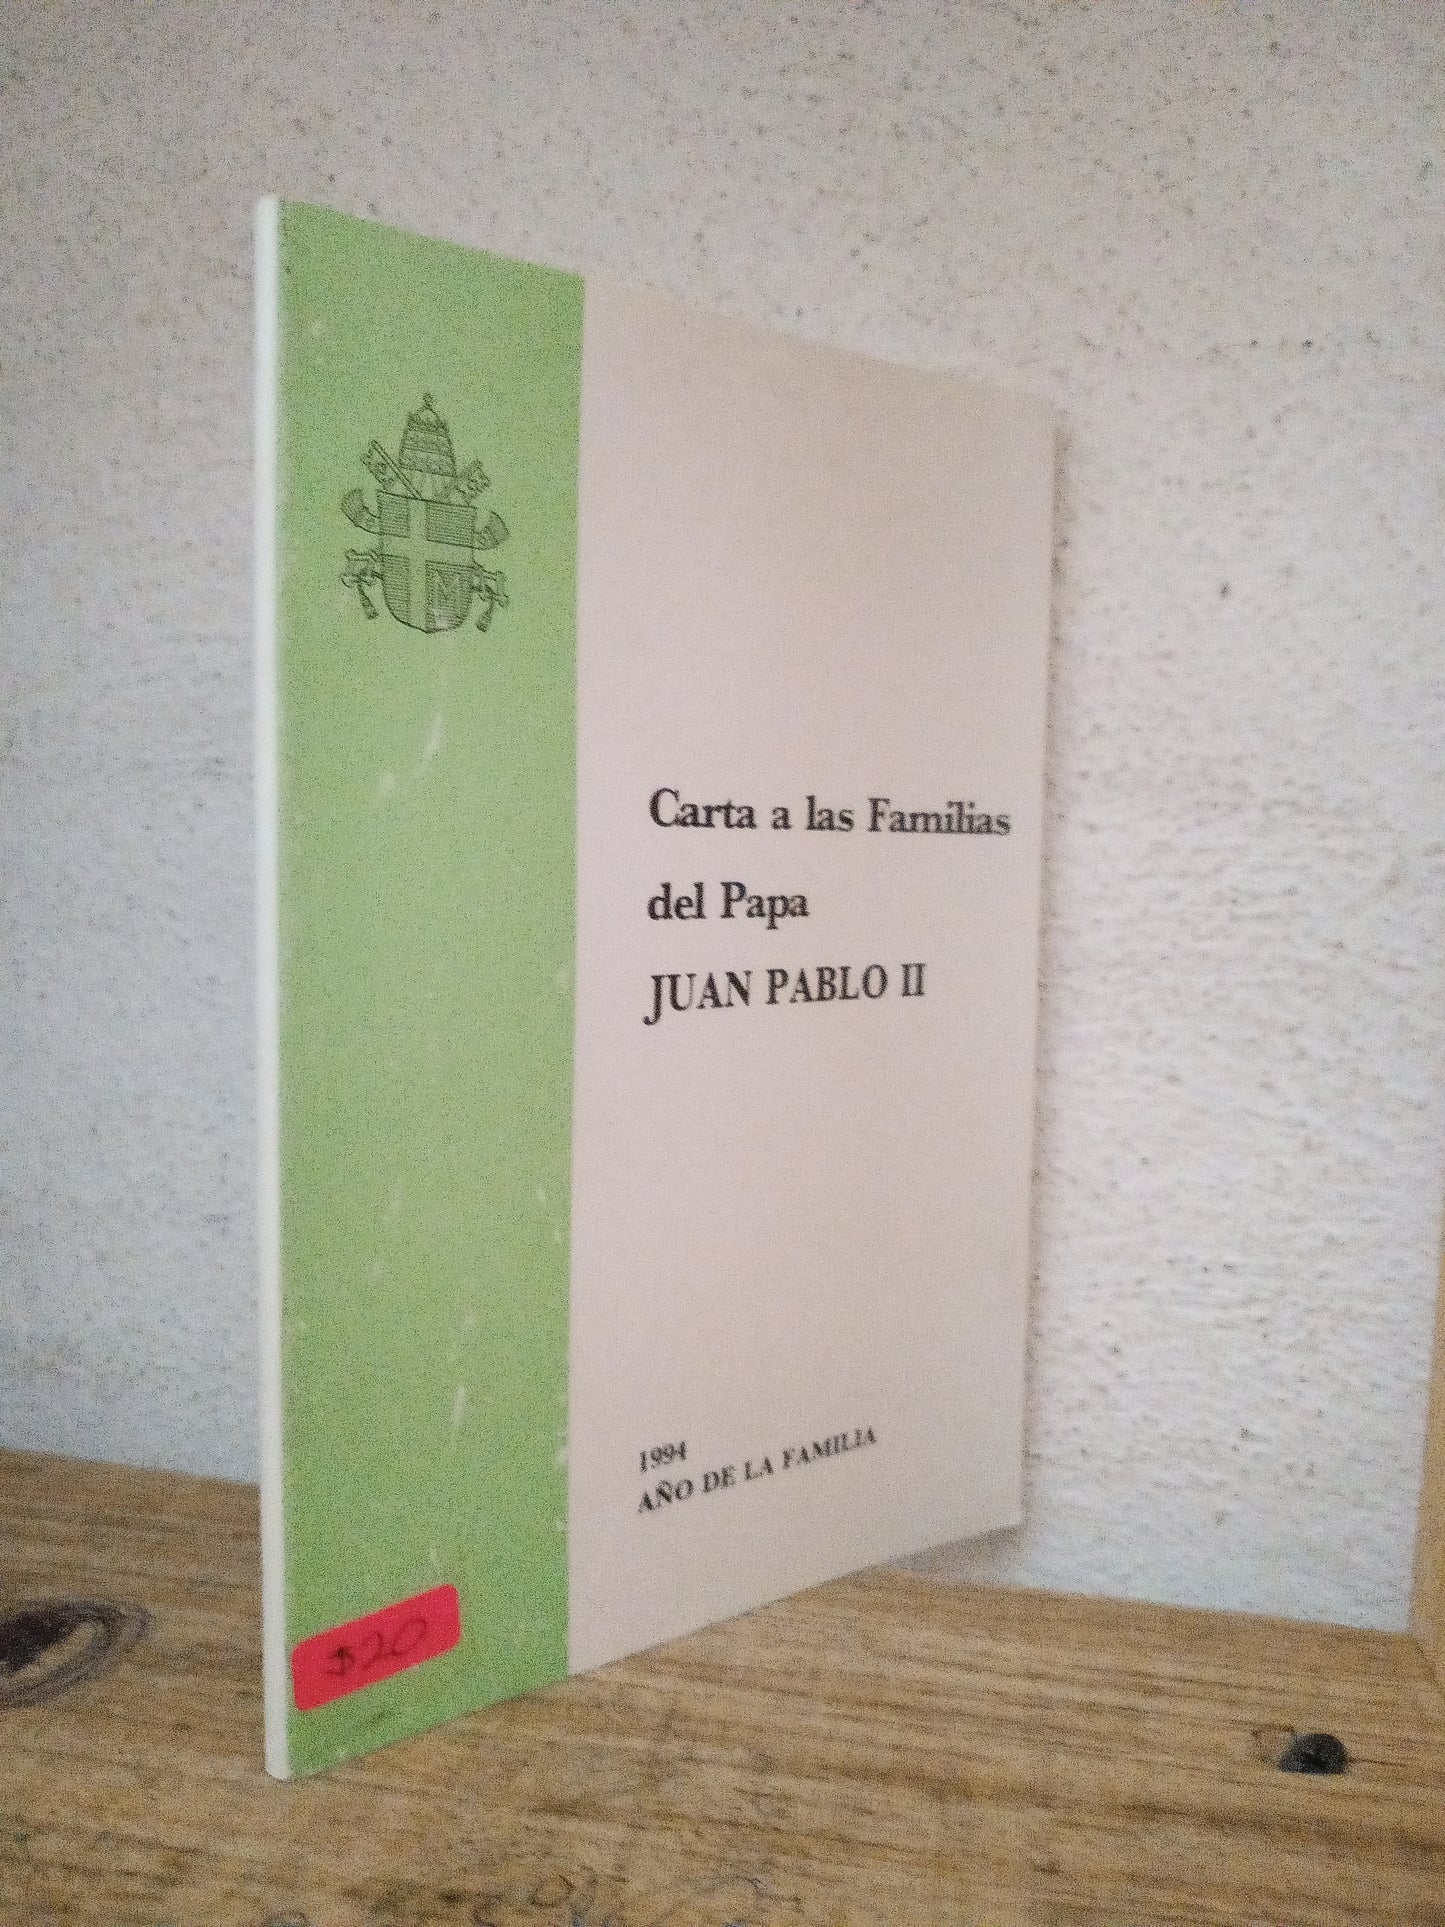 M
Carta a las Familias
del Papa
JUAN PABLO II
1994
AÑO DE LA FAMILIA
$20